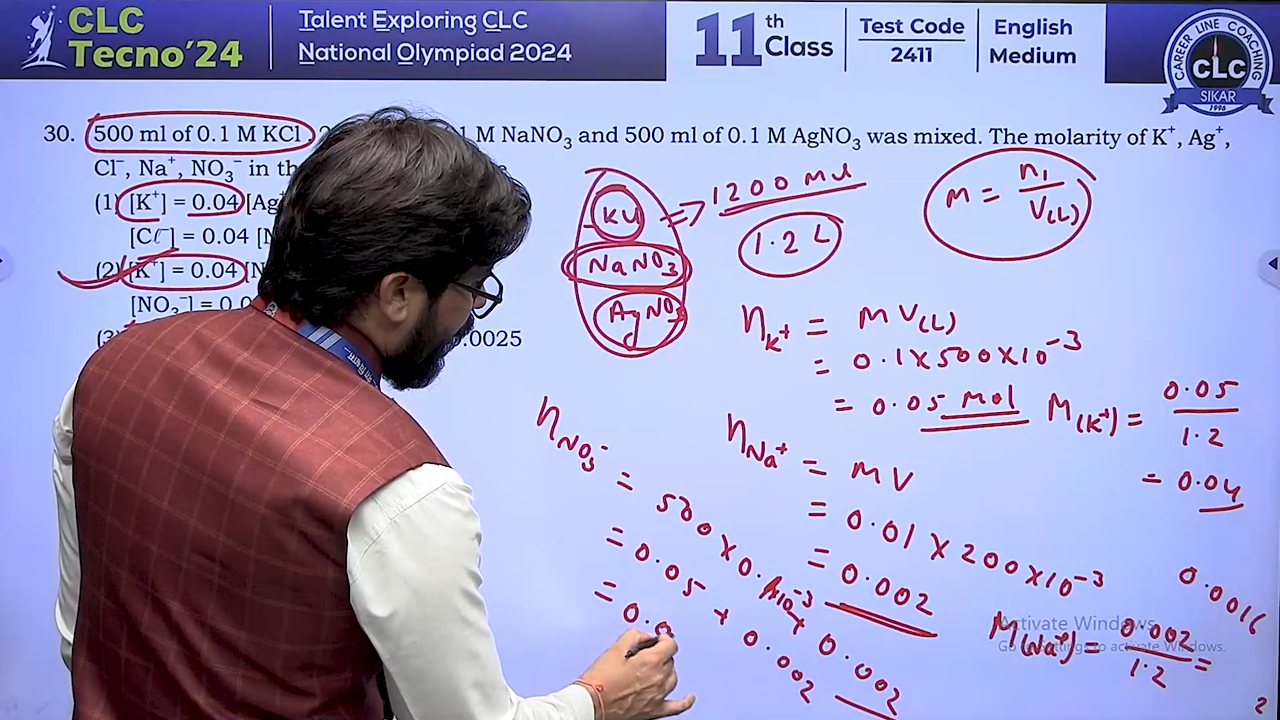 CLC
Tecno'24
Talent Exploring CLC
National Olympiad 2024
11th Class
Test Code
2411
English
Medium
CAREER LINE COACHING
CLC
SIKAR
1996
30. 500 ml of 0.1 M KCl 1 M NaNO₃ and 500 ml of 0.1 M AgNO₃ was mixed. The molarity of K⁺, Ag⁺,
Cl⁻, Na⁺, NO₃⁻ in th
(1) [K⁺] = 0.04 [Ag
[Cl⁻] = 0.04 [N
(2) [K⁺] = 0.04 [N
[NO₃⁻] = 0.0
(3) 0.0025
KCl => 1200 ml
NaNO₃
AgNO₃
1.2 L
M = n₁ / V(L)
n K⁺ = M V(L)
= 0.1 × 500 × 10⁻³
= 0.05 mol
M(K⁺) = 0.05 / 1.2
= 0.04
n Na⁺ = MV
= 0.01 × 200 × 10⁻³
= 0.002
M(Na⁺) = 0.002 / 1.2 =
0.0016
n NO₃⁻ = 500 × 0.1 × 10⁻³ + 0.002
= 0.05 + 0.002
= 0.0
Activate Windows
Go to Settings to activate Windows.